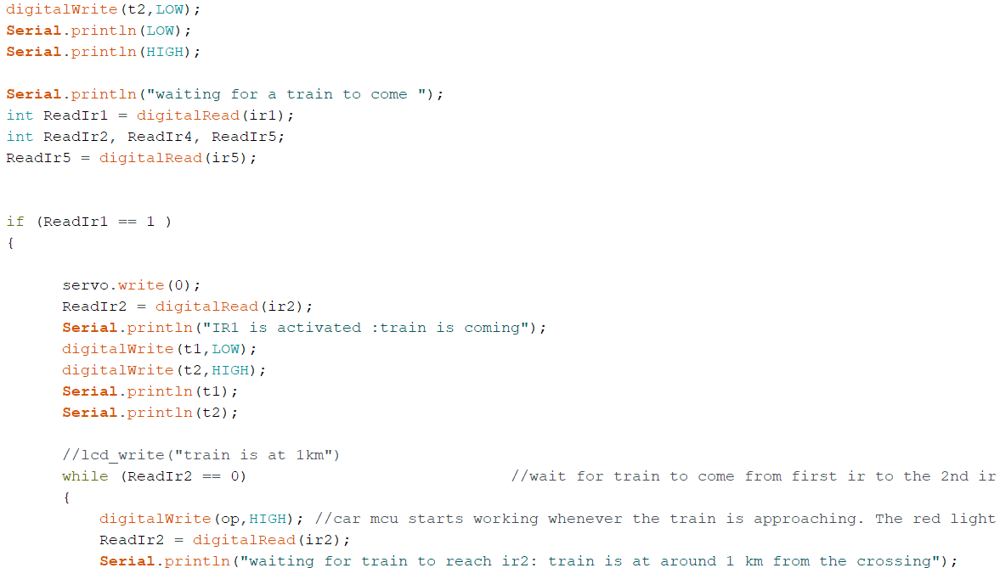 digitalWrite(t2,LOW);
Serial.println(LOW);
Serial.println(HIGH);
Serial.println("waiting for a train to come ");
int ReadIr1 = digitalRead(ir1);
int ReadIr2, ReadIr4, ReadIr5;
ReadIr5 = digitalRead(ir5);
if (ReadIr1 == 1 )
{
servo.write(0);
ReadIr2 = digitalRead(ir2);
Serial.println("IR1 is activated :train is coming");
digitalWrite(t1,LOW);
digitalWrite(t2,HIGH);
Serial.println(t1);
Serial.println(t2);
//lcd_write("train is at 1km")
while (ReadIr2 == 0) //wait for train to come from first ir to the 2nd ir
{
digitalWrite(op,HIGH); //car mcu starts working whenever the train is approaching. The red light
ReadIr2 = digitalRead(ir2);
Serial.println("waiting for train to reach ir2: train is at around 1 km from the crossing");